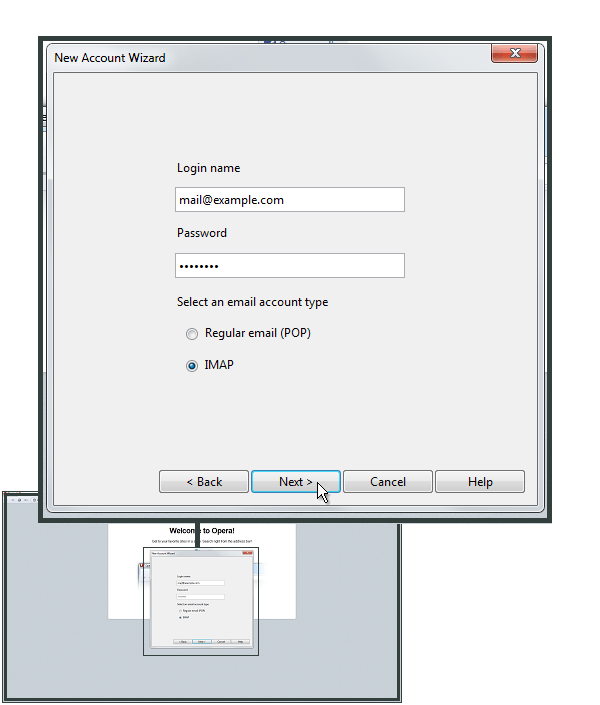 New Account Wizard
Login name
mail@example.com
Password
••••••••
Select an email account type
Regular email (POP)
IMAP
< Back
Next >
Cancel
Help
Welcome to Opera!
New Account Wizard
Login name
mail@example.com
Password
Select an email account type
Regular email (POP)
IMAP
< Back
Next >
Cancel
Help